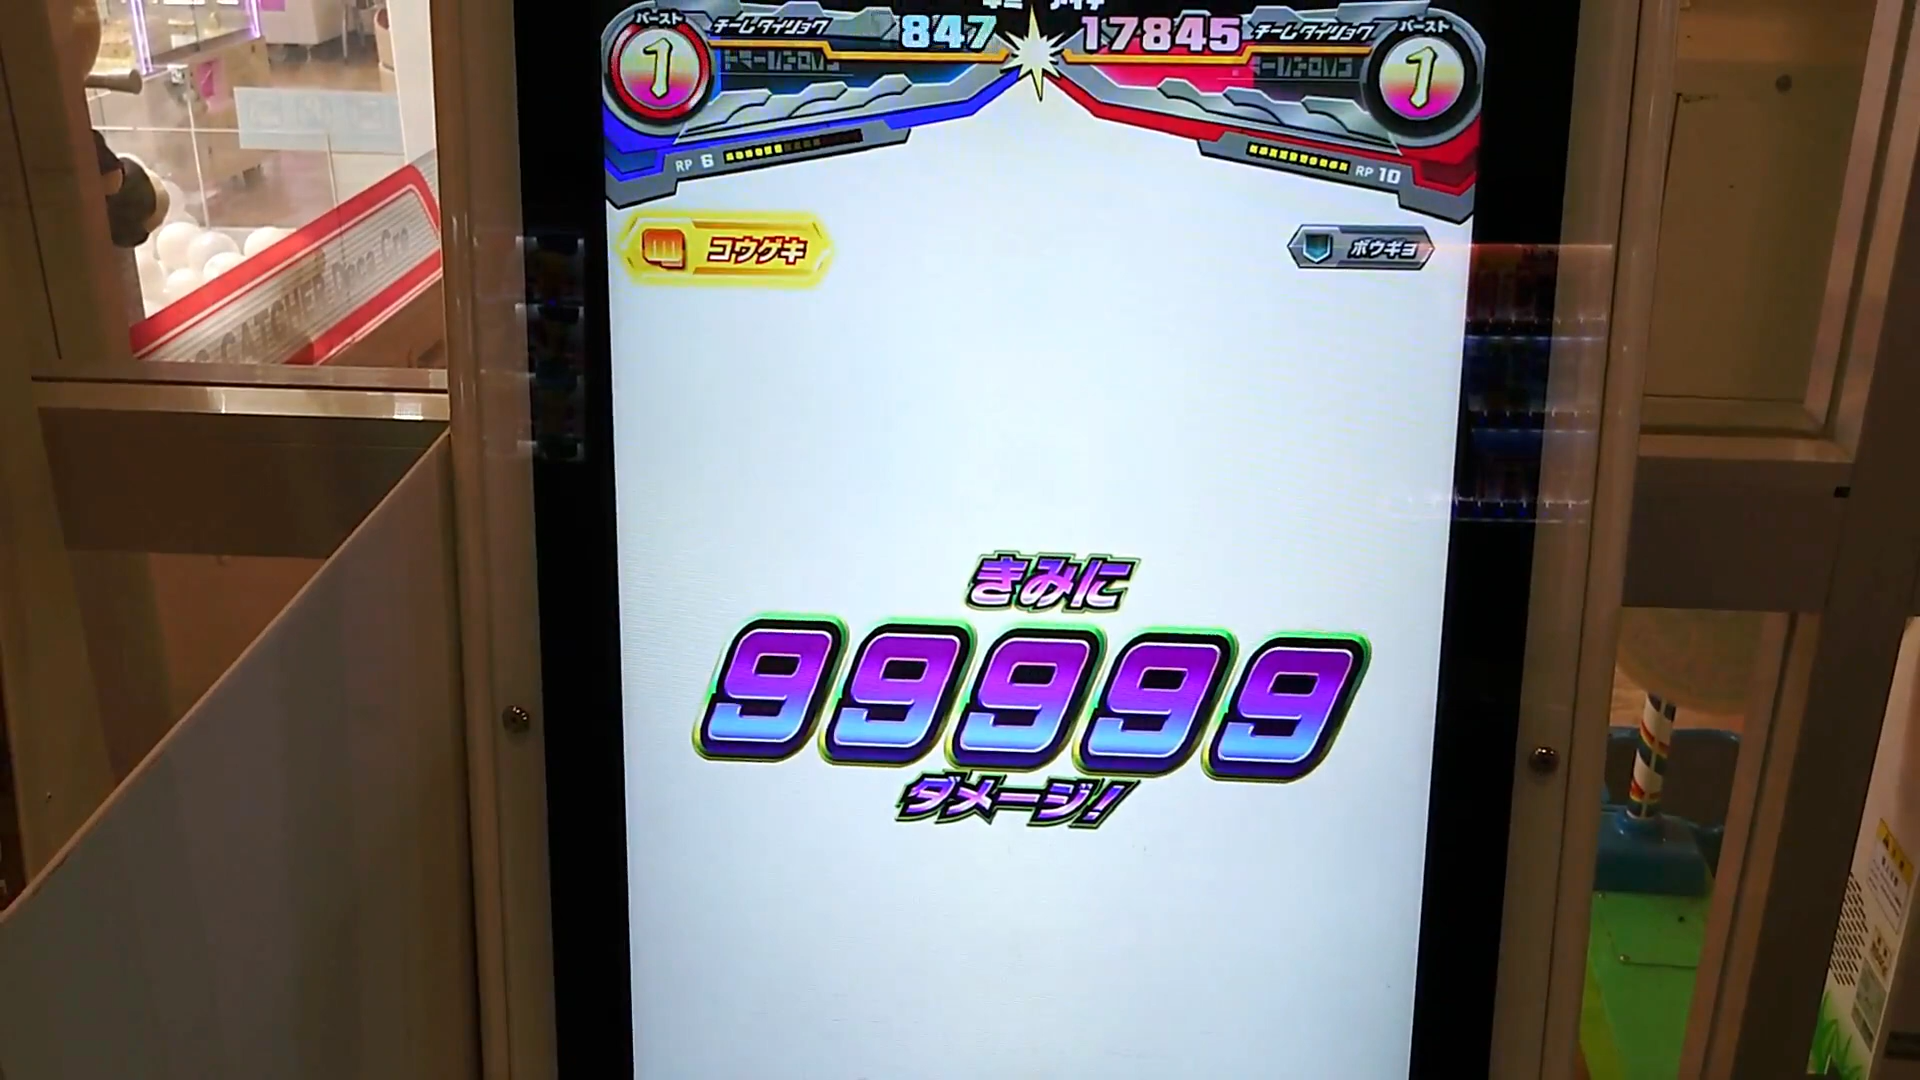 バースト
1
チームタイリョク
847
17845
チームタイリョク
バースト
1
RP 6
RP 10
コウゲキ
ボウギョ
きみに
99999
ダメージ!
CATCHER